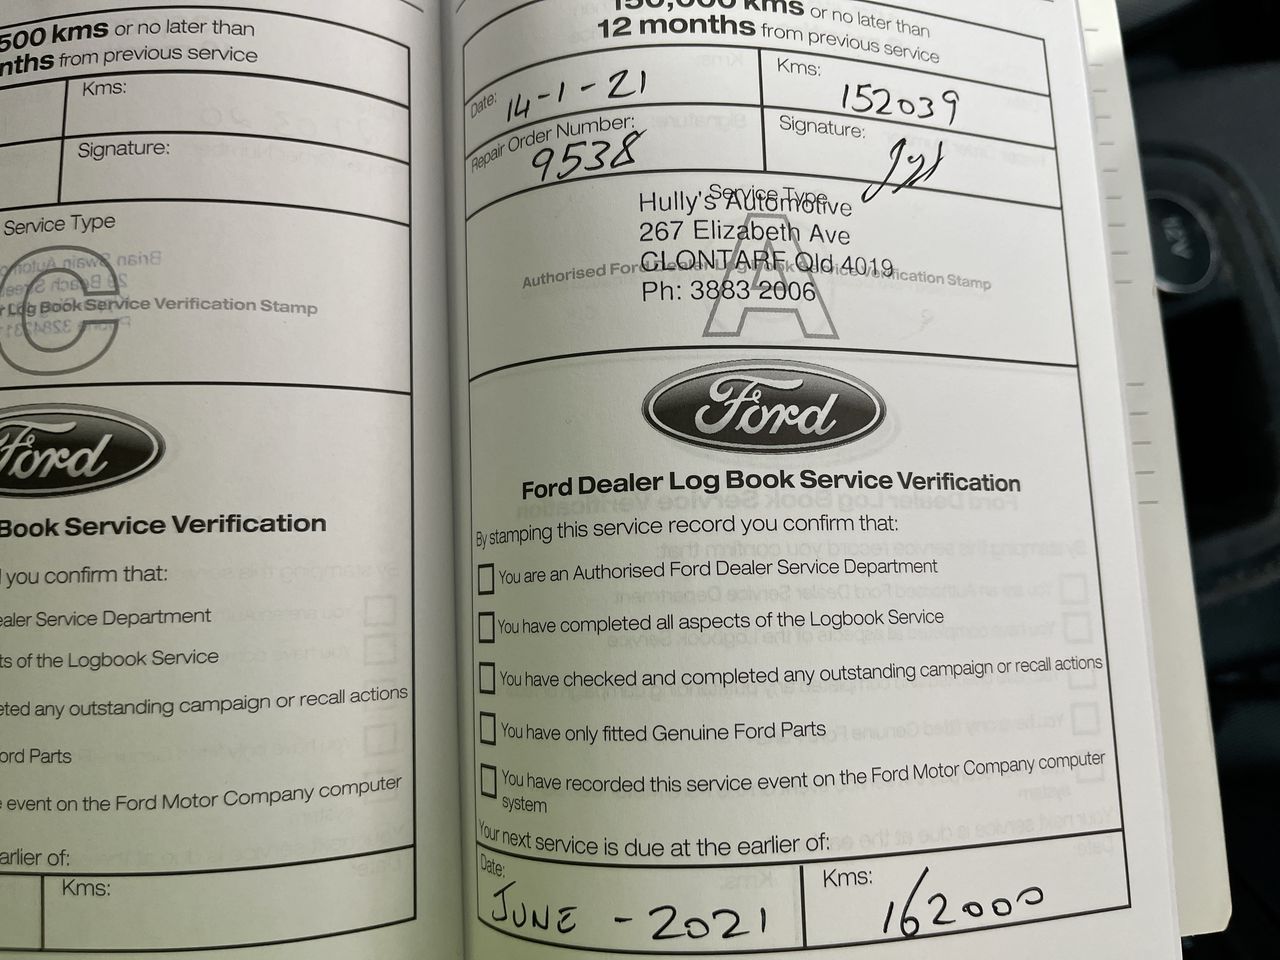 500 kms or no later than
nths from previous service
Kms:
Signature:
Service Type
C
r Log Book Service Verification Stamp
Ford
Book Service Verification
you confirm that:
ealer Service Department
ts of the Logbook Service
eted any outstanding campaign or recall actions
ord Parts
e event on the Ford Motor Company computer
arlier of:
Kms:
150,000 kms or no later than
12 months from previous service
Date: 14-1-21
Kms: 152039
Repair Order Number: 9538
Signature:
Service Type
Hully's Automotive
267 Elizabeth Ave
CLONTARF Qld 4019
Ph: 3883 2006
A
Authorised Ford Dealer Log Book Service Verification Stamp
Ford
Ford Dealer Log Book Service Verification
By stamping this service record you confirm that:
You are an Authorised Ford Dealer Service Department
You have completed all aspects of the Logbook Service
You have checked and completed any outstanding campaign or recall actions
You have only fitted Genuine Ford Parts
You have recorded this service event on the Ford Motor Company computer
system
Your next service is due at the earlier of:
Date: JUNE - 2021
Kms: 162000
12V